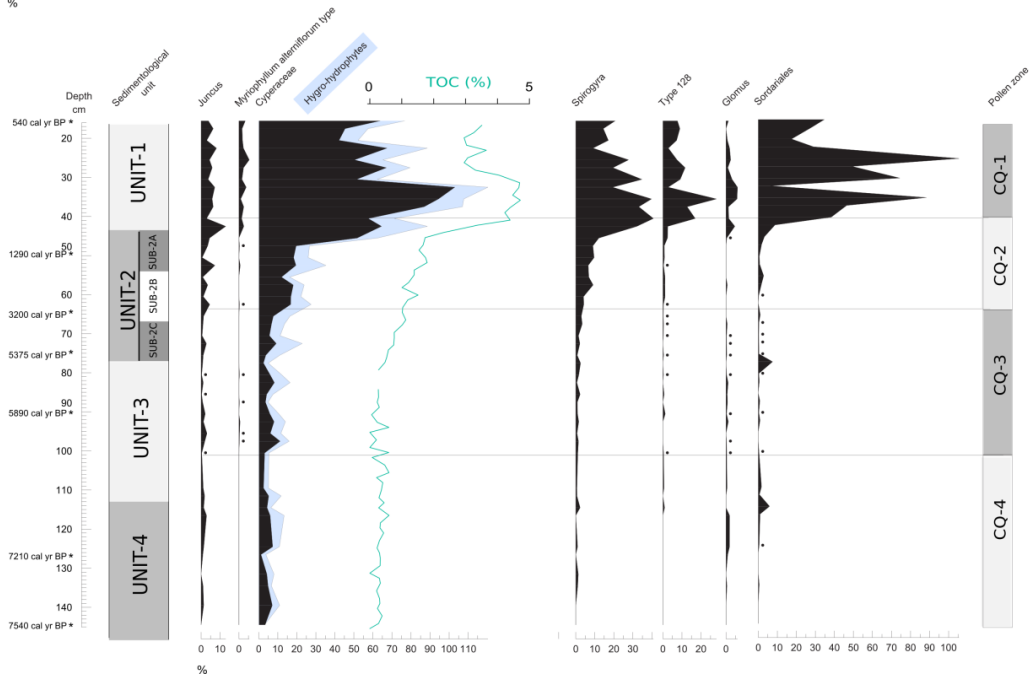 %
Depth
cm
Sedimentological
unit
Juncus
Myriophyllum alterniflorum type
Cyperaceae
Hygro-hydrophytes
0 5
TOC (%)
Spirogyra
Type 128
Glomus
Sordariales
Pollen zone
540 cal yr BP *
20
30
40
50
1290 cal yr BP *
60
3200 cal yr BP *
70
5375 cal yr BP *
80
90
5890 cal yr BP *
100
110
120
7210 cal yr BP *
130
140
7540 cal yr BP *
UNIT-1
UNIT-2
SUB-2A
SUB-2B
SUB-2C
UNIT-3
UNIT-4
CQ-1
CQ-2
CQ-3
CQ-4
0 10
0
0 10 20 30 40 50 60 70 80 90 100 110
0 10 20 30 40
0 10 20
0
0 10 20 30 40 50 60 70 80 90 100
%